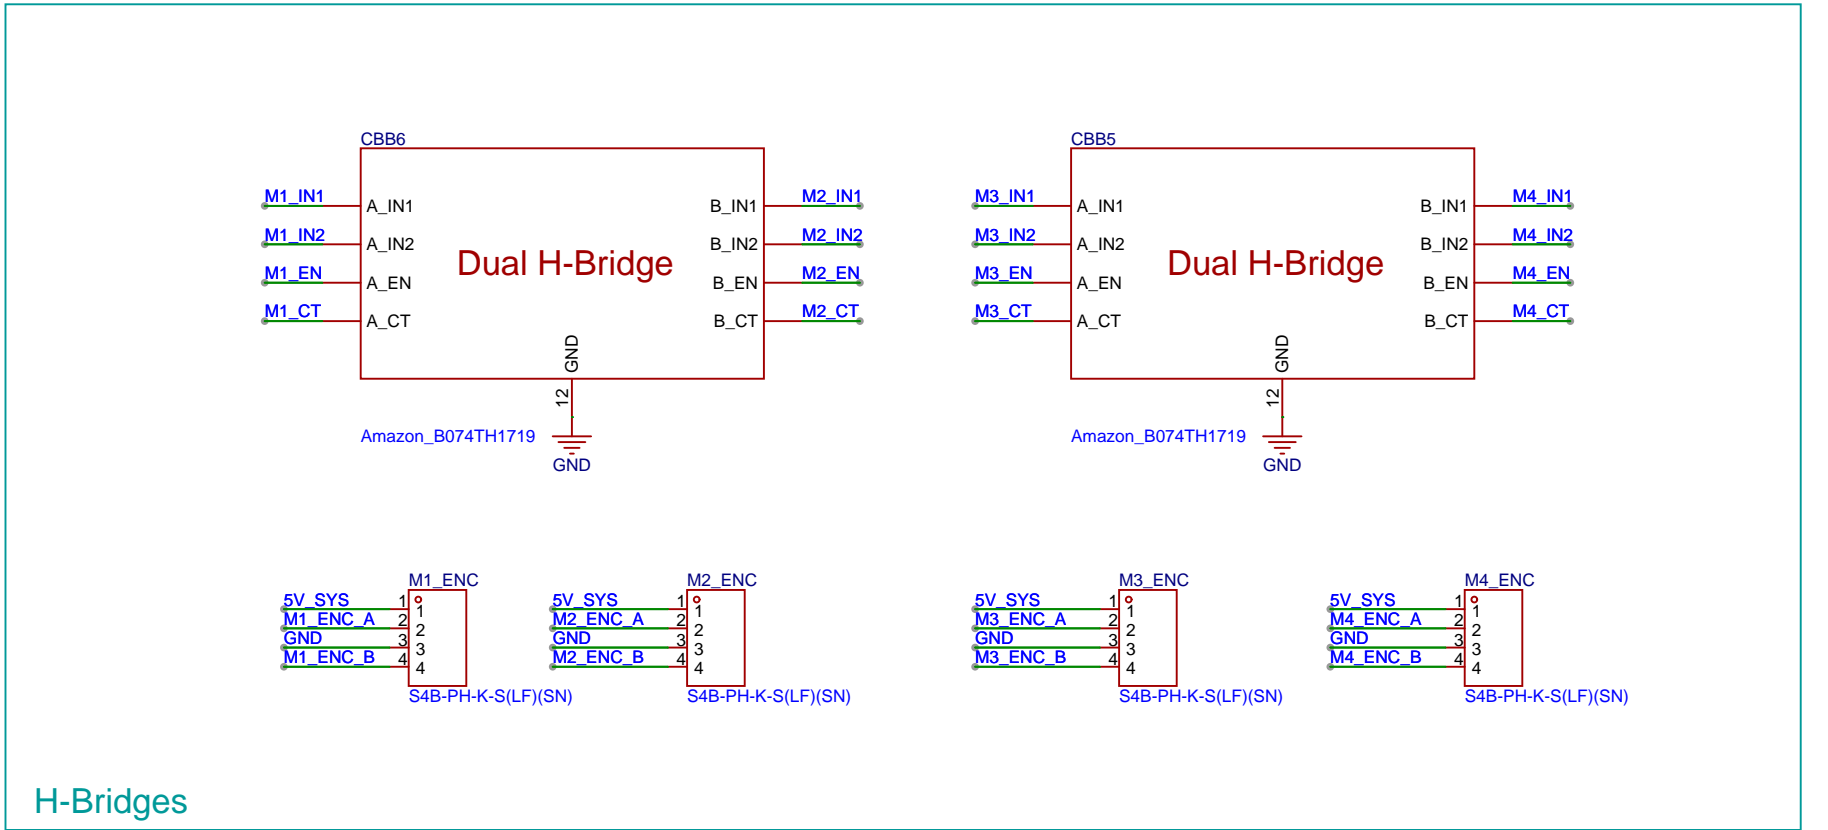 CBB6
M1_IN1 A_IN1 B_IN1 M2_IN1
M1_IN2 A_IN2 B_IN2 M2_IN2
Dual H-Bridge
M1_EN A_EN B_EN M2_EN
M1_CT A_CT B_CT M2_CT
GND
12
Amazon_B074TH1719
GND
CBB5
M3_IN1 A_IN1 B_IN1 M4_IN1
M3_IN2 A_IN2 B_IN2 M4_IN2
Dual H-Bridge
M3_EN A_EN B_EN M4_EN
M3_CT A_CT B_CT M4_CT
GND
12
Amazon_B074TH1719
GND
M1_ENC
5V_SYS 1 1
M1_ENC_A 2 2
GND 3 3
M1_ENC_B 4 4
S4B-PH-K-S(LF)(SN)
M2_ENC
5V_SYS 1 1
M2_ENC_A 2 2
GND 3 3
M2_ENC_B 4 4
S4B-PH-K-S(LF)(SN)
M3_ENC
5V_SYS 1 1
M3_ENC_A 2 2
GND 3 3
M3_ENC_B 4 4
S4B-PH-K-S(LF)(SN)
M4_ENC
5V_SYS 1 1
M4_ENC_A 2 2
GND 3 3
M4_ENC_B 4 4
S4B-PH-K-S(LF)(SN)
H-Bridges